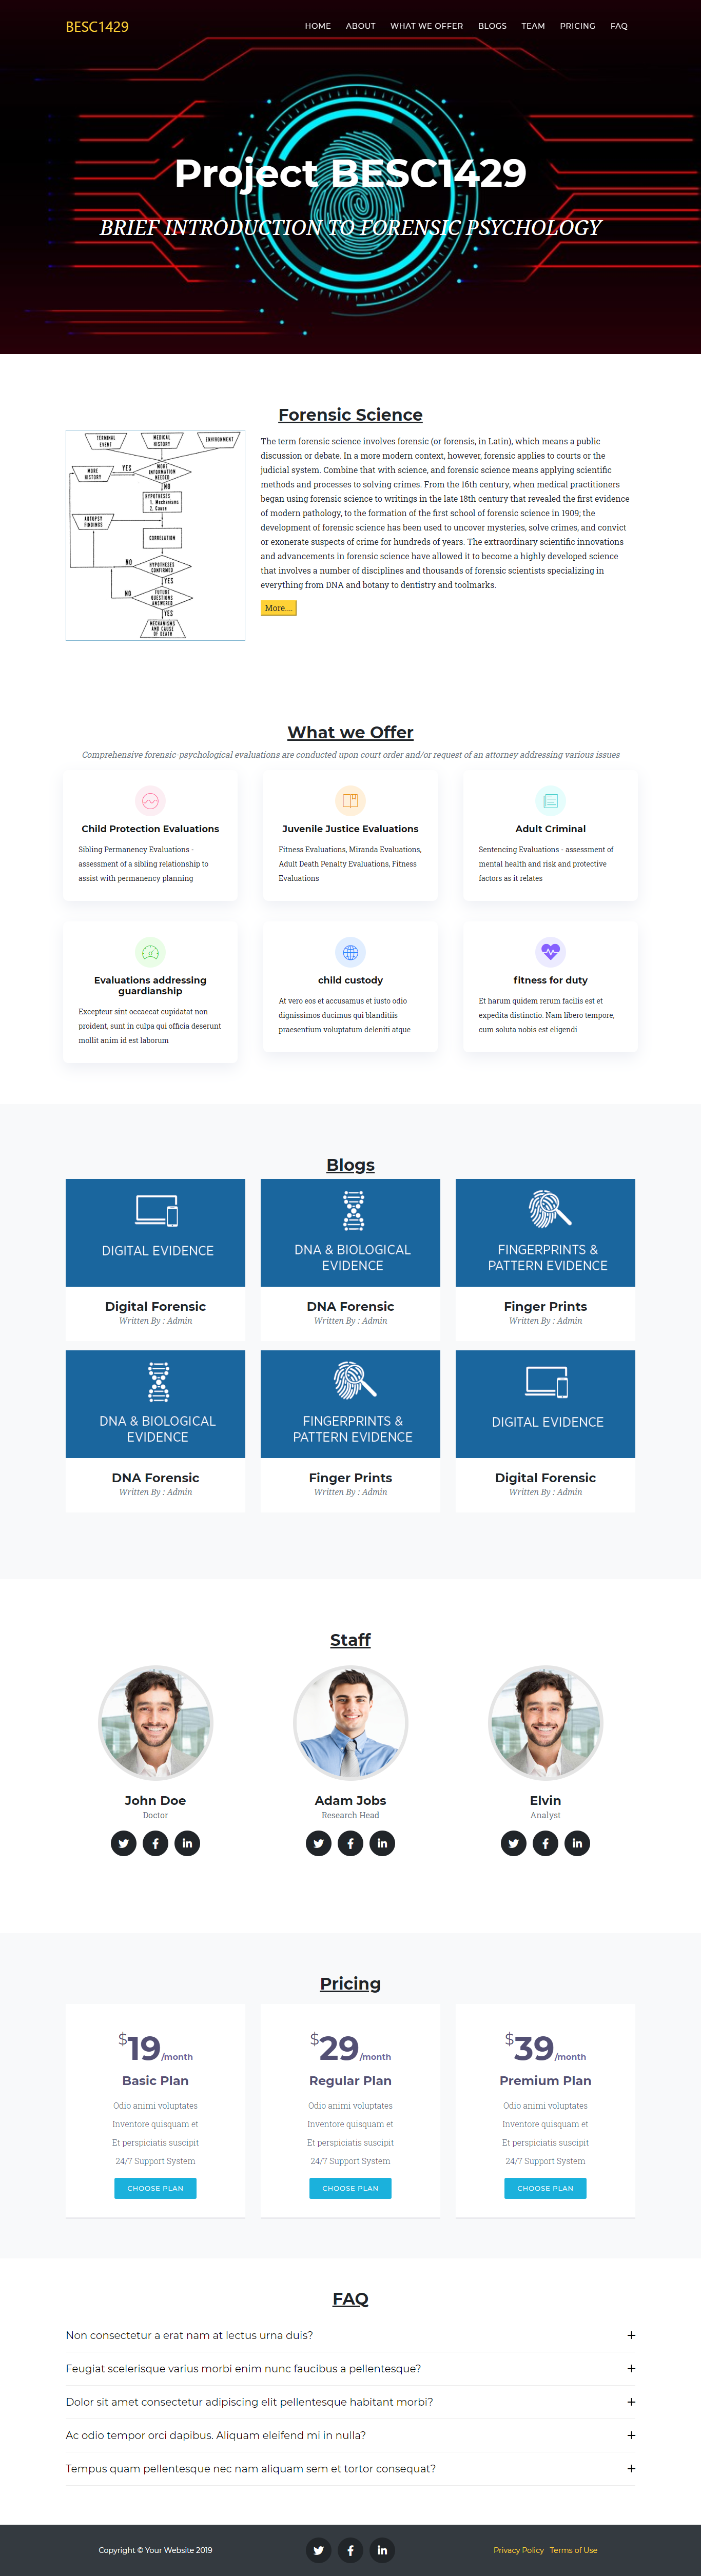 BESC1429
HOME ABOUT WHAT WE OFFER BLOGS TEAM PRICING FAQ
Project BESC1429
BRIEF INTRODUCTION TO FORENSIC PSYCHOLOGY
Forensic Science
TERMINAL EVENT
MEDICAL HISTORY
ENVIRONMENT
MORE HISTORY
YES
MORE INFORMATION NEEDED
NO
HYPOTHESES
1. Mechanisms
2. Cause
AUTOPSY FINDINGS
CORRELATION
NO
HYPOTHESES CONFIRMED
YES
NO
FUTURE QUESTIONS ANSWERED
YES
MECHANISMS AND CAUSE OF DEATH
The term forensic science involves forensic (or forensis, in Latin), which means a public
discussion or debate. In a more modern context, however, forensic applies to courts or the
judicial system. Combine that with science, and forensic science means applying scientific
methods and processes to solving crimes. From the 16th century, when medical practitioners
began using forensic science to writings in the late 18th century that revealed the first evidence
of modern pathology, to the formation of the first school of forensic science in 1909; the
development of forensic science has been used to uncover mysteries, solve crimes, and convict
or exonerate suspects of crime for hundreds of years. The extraordinary scientific innovations
and advancements in forensic science have allowed it to become a highly developed science
that involves a number of disciplines and thousands of forensic scientists specializing in
everything from DNA and botany to dentistry and toolmarks.
More....
What we Offer
Comprehensive forensic-psychological evaluations are conducted upon court order and/or request of an attorney addressing various issues
Child Protection Evaluations
Sibling Permanency Evaluations -
assessment of a sibling relationship to
assist with permanency planning
Juvenile Justice Evaluations
Fitness Evaluations, Miranda Evaluations,
Adult Death Penalty Evaluations, Fitness
Evaluations
Adult Criminal
Sentencing Evaluations - assessment of
mental health and risk and protective
factors as it relates
Evaluations addressing
guardianship
Excepteur sint occaecat cupidatat non
proident, sunt in culpa qui officia deserunt
mollit anim id est laborum
child custody
At vero eos et accusamus et iusto odio
dignissimos ducimus qui blanditiis
praesentium voluptatum deleniti atque
fitness for duty
Et harum quidem rerum facilis est et
expedita distinctio. Nam libero tempore,
cum soluta nobis est eligendi
Blogs
DIGITAL EVIDENCE
Digital Forensic
Written By : Admin
DNA & BIOLOGICAL
EVIDENCE
DNA Forensic
Written By : Admin
FINGERPRINTS &
PATTERN EVIDENCE
Finger Prints
Written By : Admin
DNA & BIOLOGICAL
EVIDENCE
DNA Forensic
Written By : Admin
FINGERPRINTS &
PATTERN EVIDENCE
Finger Prints
Written By : Admin
DIGITAL EVIDENCE
Digital Forensic
Written By : Admin
Staff
John Doe
Doctor
Adam Jobs
Research Head
Elvin
Analyst
Pricing
$19/month
Basic Plan
Odio animi voluptates
Inventore quisquam et
Et perspiciatis suscipit
24/7 Support System
CHOOSE PLAN
$29/month
Regular Plan
Odio animi voluptates
Inventore quisquam et
Et perspiciatis suscipit
24/7 Support System
CHOOSE PLAN
$39/month
Premium Plan
Odio animi voluptates
Inventore quisquam et
Et perspiciatis suscipit
24/7 Support System
CHOOSE PLAN
FAQ
Non consectetur a erat nam at lectus urna duis?
Feugiat scelerisque varius morbi enim nunc faucibus a pellentesque?
Dolor sit amet consectetur adipiscing elit pellentesque habitant morbi?
Ac odio tempor orci dapibus. Aliquam eleifend mi in nulla?
Tempus quam pellentesque nec nam aliquam sem et tortor consequat?
Copyright © Your Website 2019
Privacy Policy Terms of Use